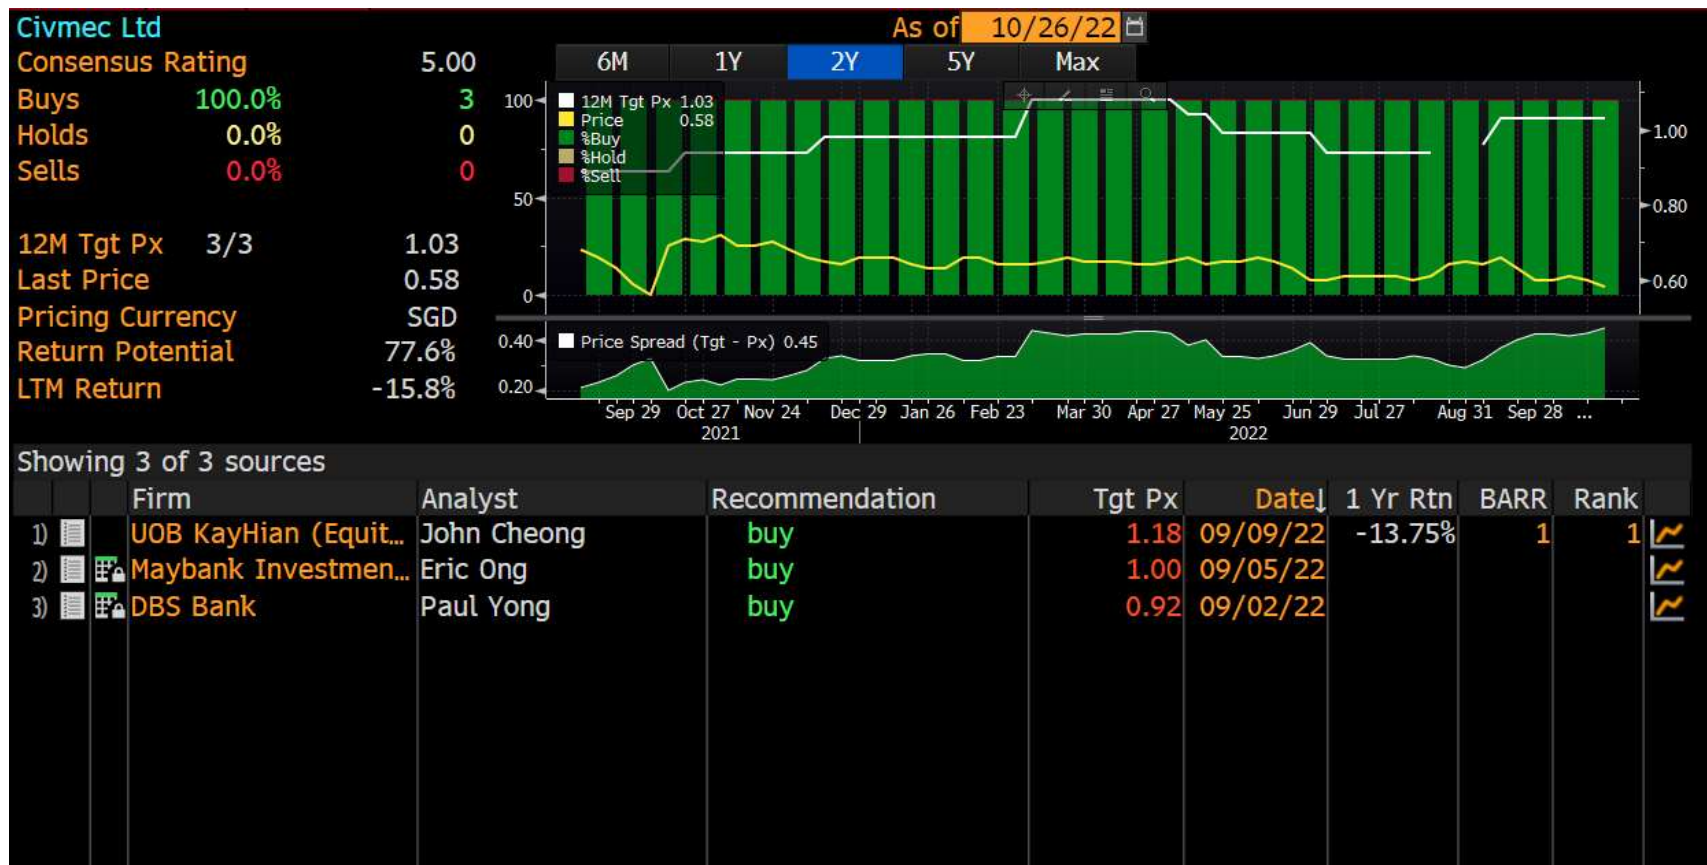 Civmec Ltd
As of 10/26/22
Consensus Rating 5.00
6M 1Y 2Y 5Y Max
Buys 100.0% 3
Holds 0.0% 0
Sells 0.0% 0
12M Tgt Px 3/3 1.03
Last Price 0.58
Pricing Currency SGD
Return Potential 77.6%
LTM Return -15.8%
100
50
0
12M Tgt Px 1.03
Price 0.58
%Buy
%Hold
%Sell
1.00
0.80
0.60
0.40
0.20
Price Spread (Tgt - Px) 0.45
Sep 29 Oct 27 Nov 24 Dec 29 Jan 26 Feb 23 Mar 30 Apr 27 May 25 Jun 29 Jul 27 Aug 31 Sep 28 ...
2021 2022
Showing 3 of 3 sources
Firm Analyst Recommendation Tgt Px Date↓ 1 Yr Rtn BARR Rank
1) UOB KayHian (Equit... John Cheong buy 1.18 09/09/22 -13.75% 1 1
2) Maybank Investmen... Eric Ong buy 1.00 09/05/22
3) DBS Bank Paul Yong buy 0.92 09/02/22